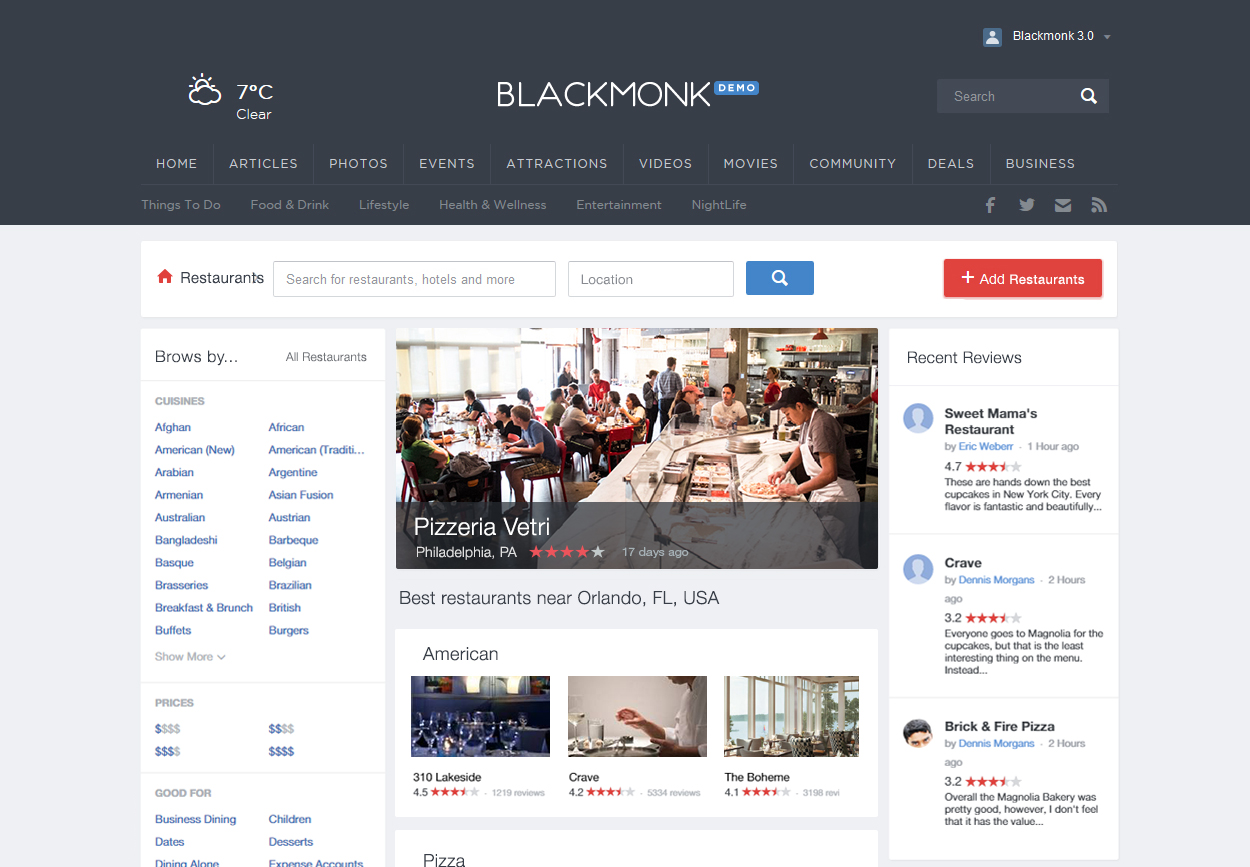 Blackmonk 3.0
7°C
Clear
BLACKMONK DEMO
Search
HOME ARTICLES PHOTOS EVENTS ATTRACTIONS VIDEOS MOVIES COMMUNITY DEALS BUSINESS
Things To Do Food & Drink Lifestyle Health & Wellness Entertainment NightLife
Restaurants Search for restaurants, hotels and more Location + Add Restaurants
Brows by... All Restaurants
CUISINES
Afghan African
American (New) American (Traditi...
Arabian Argentine
Armenian Asian Fusion
Australian Austrian
Bangladeshi Barbeque
Basque Belgian
Brasseries Brazilian
Breakfast & Brunch British
Buffets Burgers
Show More
PRICES
$$$$ $$$$
$$$$ $$$$
GOOD FOR
Business Dining Children
Dates Desserts
Dining Alone Expense Accounts
Pizzeria Vetri
Philadelphia, PA 17 days ago
Best restaurants near Orlando, FL, USA
American
310 Lakeside
4.5 - 1219 reviews
Crave
4.2 - 5334 reviews
The Boheme
4.1 - 3198 revi
Pizza
Recent Reviews
Sweet Mama's
Restaurant
by Eric Weberr - 1 Hour ago
4.7
These are hands down the best
cupcakes in New York City. Every
flavor is fantastic and beautifully...
Crave
by Dennis Morgans - 2 Hours
ago
3.2
Everyone goes to Magnolia for the
cupcakes, but that is the least
interesting thing on the menu.
Instead...
Brick & Fire Pizza
by Dennis Morgans - 2 Hours
ago
3.2
Overall the Magnolia Bakery was
pretty good, however, I don't feel
that it has the value...